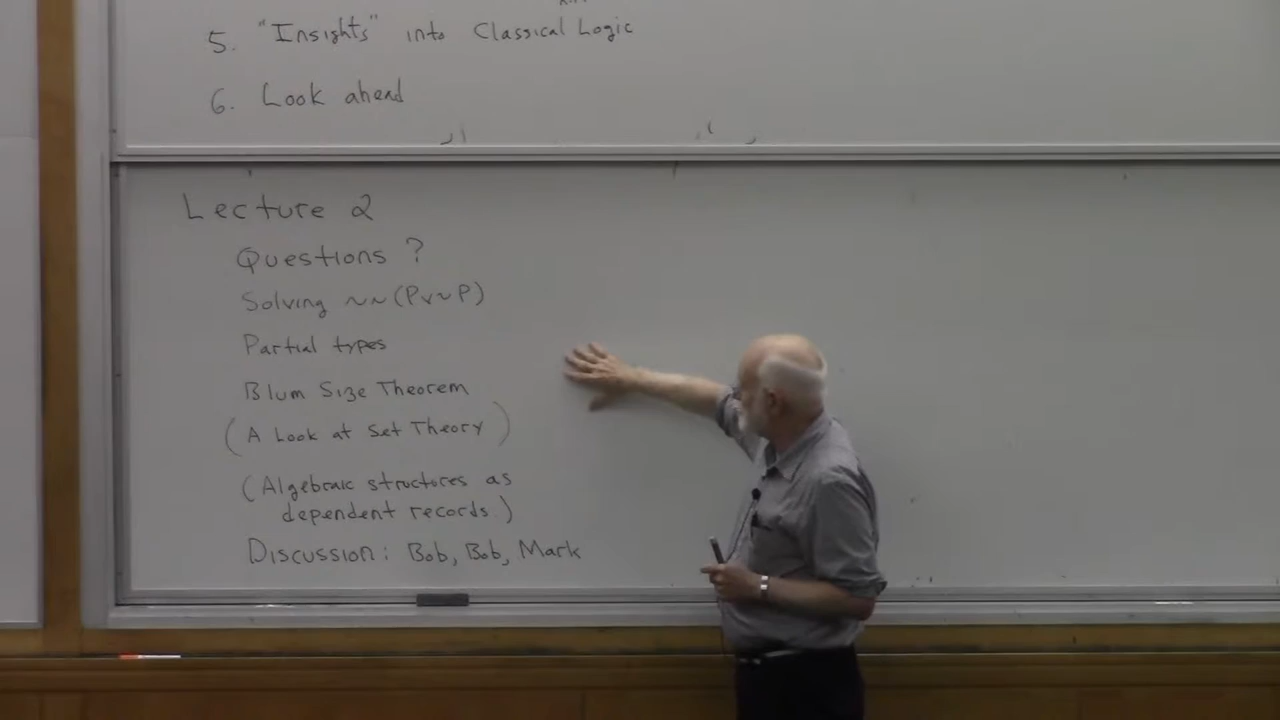 5. "Insights" into Classical Logic
6. Look ahead
Lecture 2
Questions ?
Solving ~~(P∨~P)
Partial types
Blum Size Theorem
(A Look at Set Theory)
(Algebraic structures as
dependent records.)
Discussion: Bob, Bob, Mark